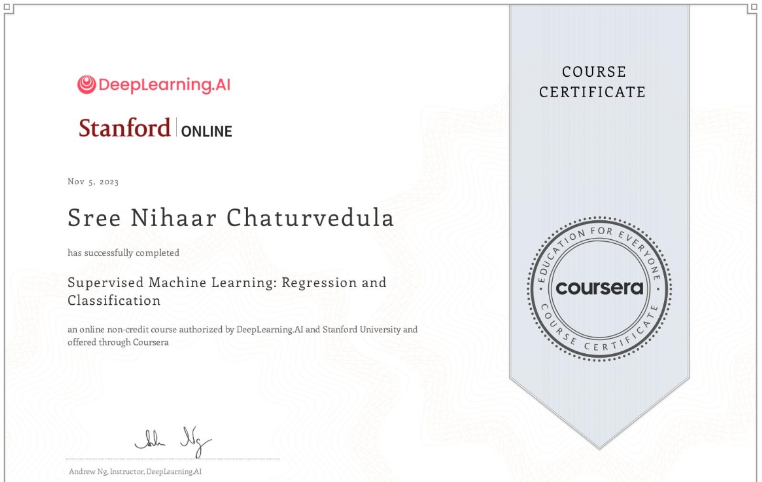 DeepLearning.AI
Stanford | ONLINE
COURSE
CERTIFICATE
Nov 5, 2023
Sree Nihaar Chaturvedula
has successfully completed
Supervised Machine Learning: Regression and
Classification
an online non-credit course authorized by DeepLearning.AI and Stanford University and
offered through Coursera
EDUCATION FOR EVERYONE
coursera
COURSE CERTIFICATE
Andrew Ng, Instructor, DeepLearning.AI